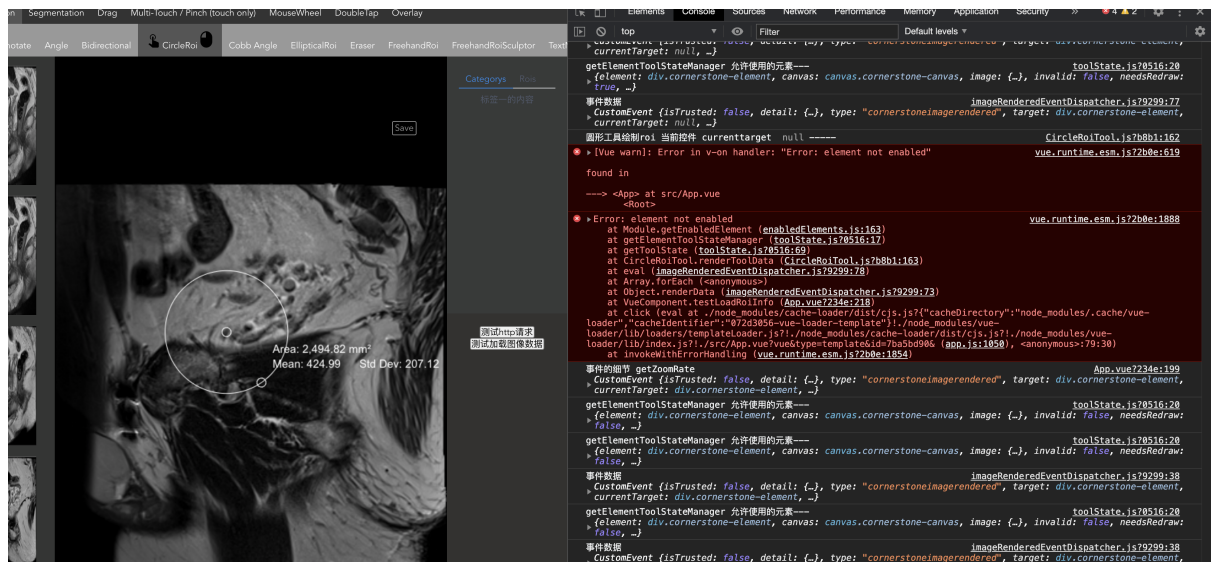 on Segmentation Drag Multi-Touch / Pinch (touch only) MouseWheel DoubleTap Overlay
notate Angle Bidirectional CircleRoi Cobb Angle EllipticalRoi Eraser FreehandRoi FreehandRoiSculptor
Categorys Rois
标签一的内容
Save
Area: 2,494.82 mm²
Mean: 424.99 Std Dev: 207.12
测试http请求
测试加载图像数据
Elements Console Sources Network Performance Memory Application Security » 4 2
top Filter Default levels
CustomEvent {isTrusted: false, detail: {…}, type: "cornerstoneimagerendered", target: div.cornerstone-element,
currentTarget: null, …}
getElementToolStateManager 允许使用的元素--- toolState.js?0516:20
{element: div.cornerstone-element, canvas: canvas.cornerstone-canvas, image: {…}, invalid: false, needsRedraw:
true, …}
事件数据 imageRenderedEventDispatcher.js?9299:77
CustomEvent {isTrusted: false, detail: {…}, type: "cornerstoneimagerendered", target: div.cornerstone-element,
currentTarget: null, …}
圆形工具绘制roi 当前控件 currenttarget null ----- CircleRoiTool.js?b8b1:162
[Vue warn]: Error in v-on handler: "Error: element not enabled" vue.runtime.esm.js?2b0e:619
found in
---> <App> at src/App.vue
<Root>
Error: element not enabled vue.runtime.esm.js?2b0e:1888
at Module.getEnabledElement (enabledElements.js:163)
at getElementToolStateManager (toolState.js?0516:17)
at getToolState (toolState.js?0516:69)
at CircleRoiTool.renderToolData (CircleRoiTool.js?b8b1:163)
at eval (imageRenderedEventDispatcher.js?9299:78)
at Array.forEach (<anonymous>)
at Object.renderData (imageRenderedEventDispatcher.js?9299:73)
at VueComponent.testLoadRoiInfo (App.vue?234e:218)
at click (eval at ./node_modules/cache-loader/dist/cjs.js?{"cacheDirectory":"node_modules/.cache/vue-
loader","cacheIdentifier":"072d3056-vue-loader-template"}!./node_modules/vue-
loader/lib/loaders/templateLoader.js?!./node_modules/cache-loader/dist/cjs.js?!./node_modules/vue-
loader/lib/index.js?!./src/App.vue?vue&type=template&id=7ba5bd90& (app.js:1050), <anonymous>:79:30)
at invokeWithErrorHandling (vue.runtime.esm.js?2b0e:1854)
事件的细节 getZoomRate App.vue?234e:199
CustomEvent {isTrusted: false, detail: {…}, type: "cornerstoneimagerendered", target: div.cornerstone-element,
currentTarget: div.cornerstone-element, …}
getElementToolStateManager 允许使用的元素--- toolState.js?0516:20
{element: div.cornerstone-element, canvas: canvas.cornerstone-canvas, image: {…}, invalid: false, needsRedraw:
false, …}
getElementToolStateManager 允许使用的元素--- toolState.js?0516:20
{element: div.cornerstone-element, canvas: canvas.cornerstone-canvas, image: {…}, invalid: false, needsRedraw:
false, …}
事件数据 imageRenderedEventDispatcher.js?9299:38
CustomEvent {isTrusted: false, detail: {…}, type: "cornerstoneimagerendered", target: div.cornerstone-element,
currentTarget: div.cornerstone-element, …}
getElementToolStateManager 允许使用的元素--- toolState.js?0516:20
{element: div.cornerstone-element, canvas: canvas.cornerstone-canvas, image: {…}, invalid: false, needsRedraw:
false, …}
事件数据 imageRenderedEventDispatcher.js?9299:38
CustomEvent {isTrusted: false, detail: {…}, type: "cornerstoneimagerendered", target: div.cornerstone-element,